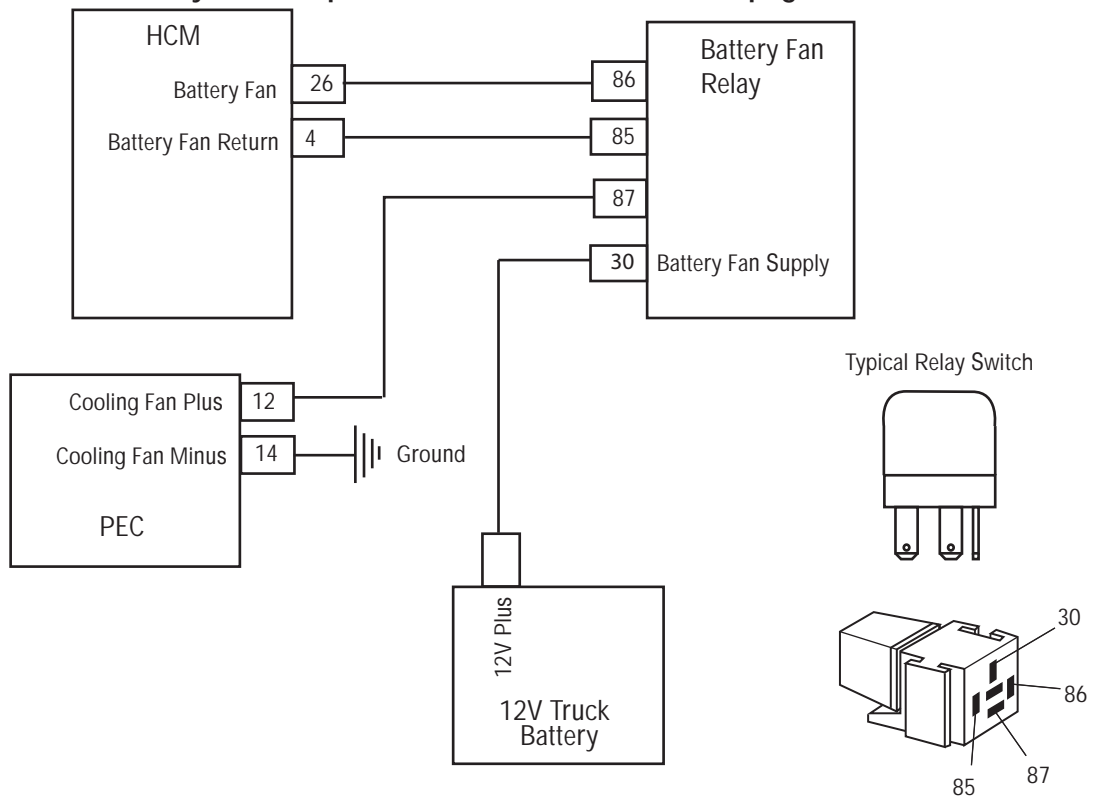 HCM
Battery Fan
26
Battery Fan Return
4
Battery Fan
Relay
86
85
87
30
Battery Fan Supply
Cooling Fan Plus
12
Cooling Fan Minus
14
Ground
PEC
12V Plus
12V Truck
Battery
Typical Relay Switch
30
86
87
85